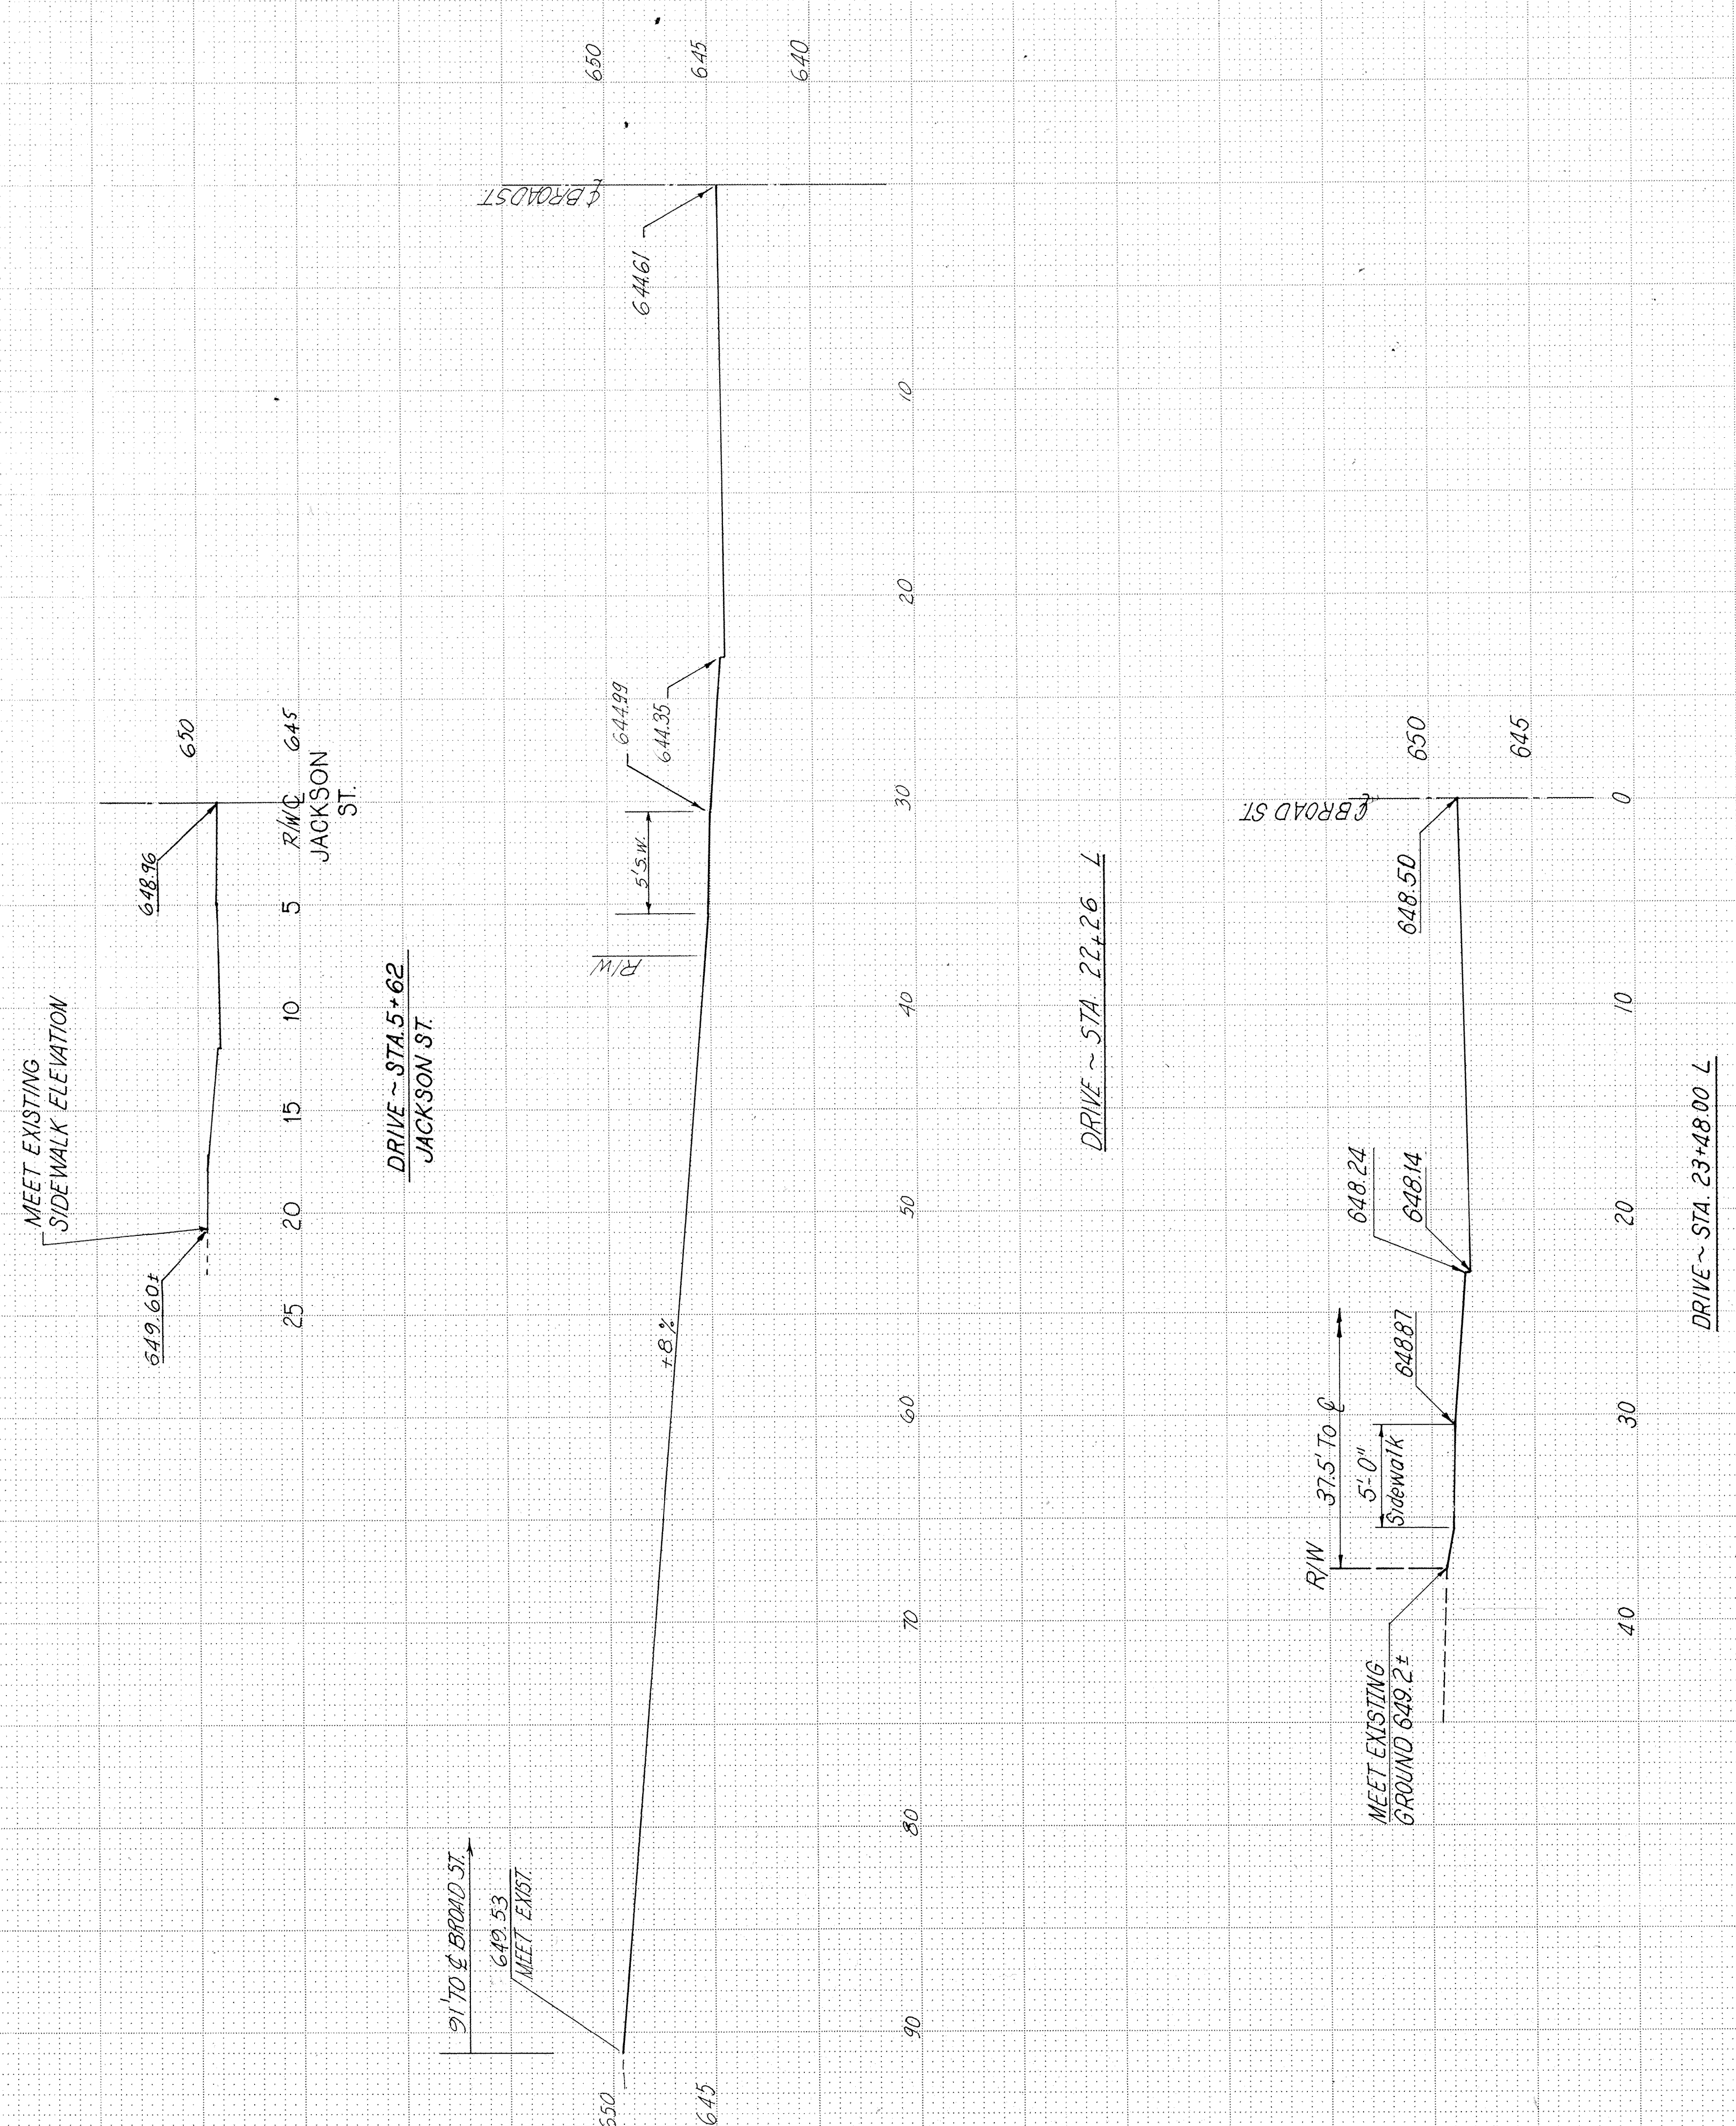 MEET EXISTING
SIDEWALK ELEVATION
649.60±
648.96
650
645
R/W ℄
JACKSON
ST.
5
10
15
20
25
DRIVE ~ STA. 5+62
JACKSON ST.
91' TO ℄ BROAD ST.
649.53
MEET EXIST.
650
645
+8%
R/W
5' S.W.
644.99
644.35
644.61
℄ BROAD ST.
650
645
640
10
20
30
40
50
60
70
80
90
DRIVE ~ STA. 22+26 L
R/W
37.5' TO ℄
5'-0"
Sidewalk
MEET EXISTING
GROUND 649.2±
648.87
648.24
648.14
648.50
℄ BROAD ST.
650
645
0
10
20
30
40
DRIVE ~ STA. 23+48.00 L